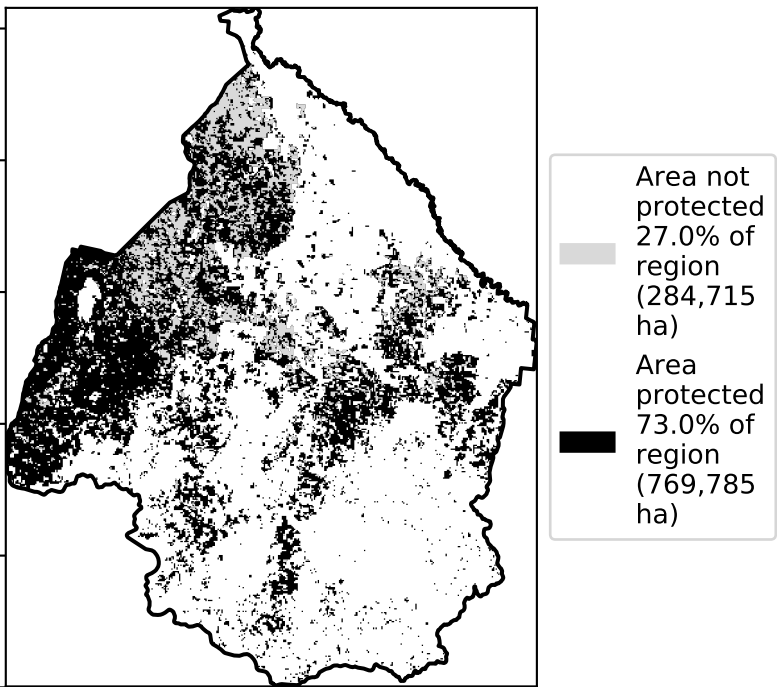 Area not
protected
27.0% of
region
(284,715
ha)
Area
protected
73.0% of
region
(769,785
ha)